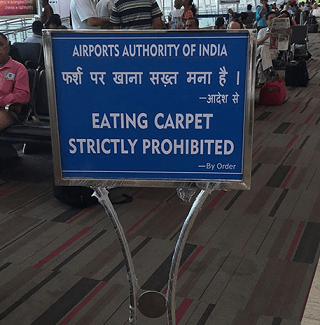 AIRPORTS AUTHORITY OF INDIA
फर्श पर खाना सख़्त मना है ।
—आदेश से
EATING CARPET
STRICTLY PROHIBITED
—By Order